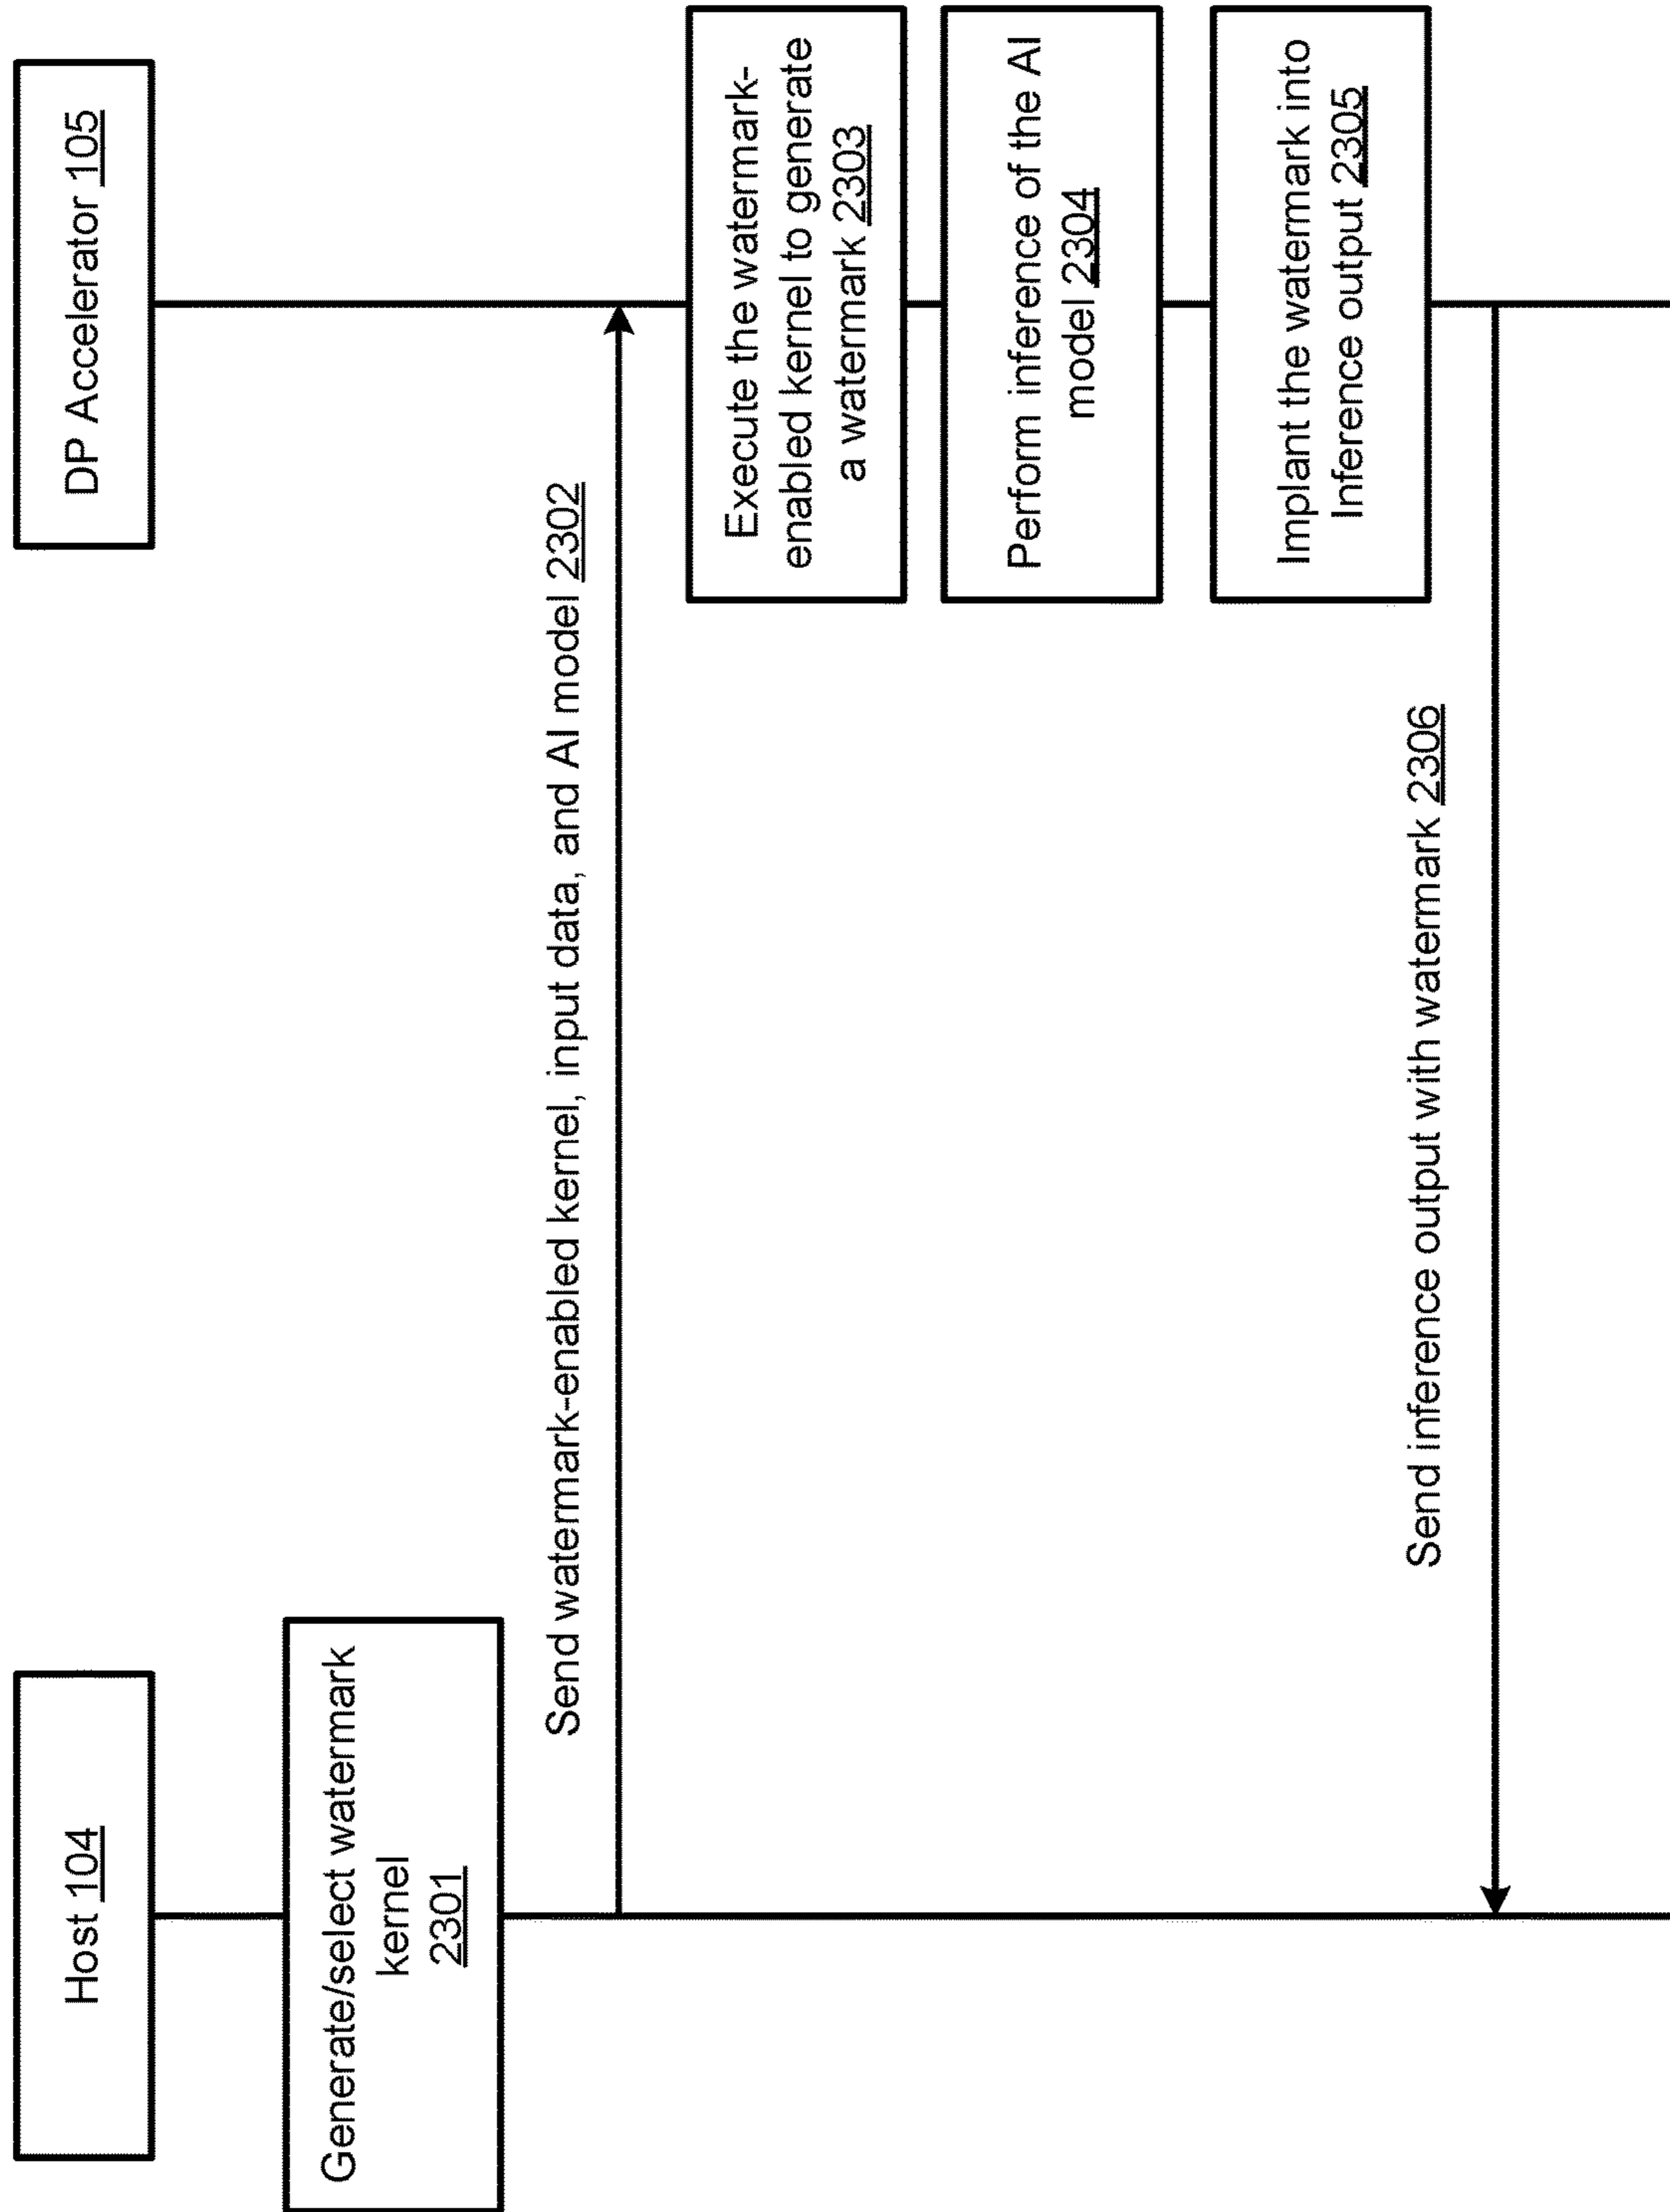 Host 104
DP Accelerator 105
Generate/select watermark
kernel
2301
Send watermark-enabled kernel, input data, and AI model 2302
Execute the watermark-
enabled kernel to generate
a watermark 2303
Perform inference of the AI
model 2304
Implant the watermark into
Inference output 2305
Send inference output with watermark 2306